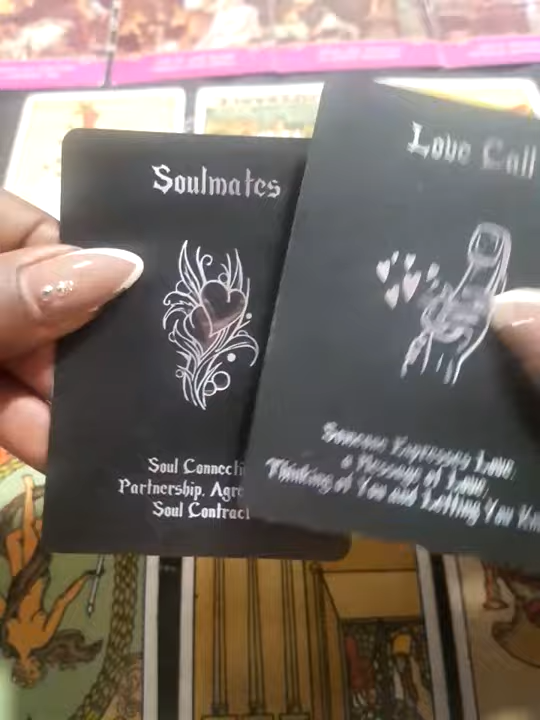 Soulmates
Soul Connecti
Partnership, Agre
Soul Contract
Love Call
Someone Expresses Love,
a Message of Love,
Thinking of You and Letting You Kn